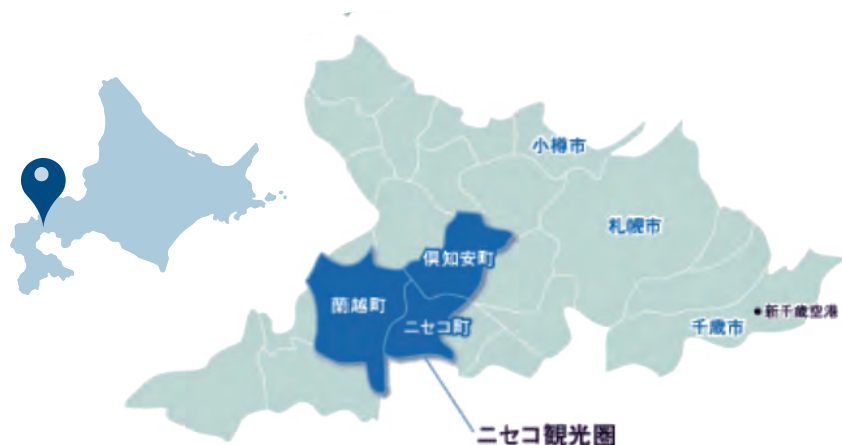 小樽市
札幌市
倶知安町
蘭越町
ニセコ町
千歳市
●新千歳空港
ニセコ観光圏